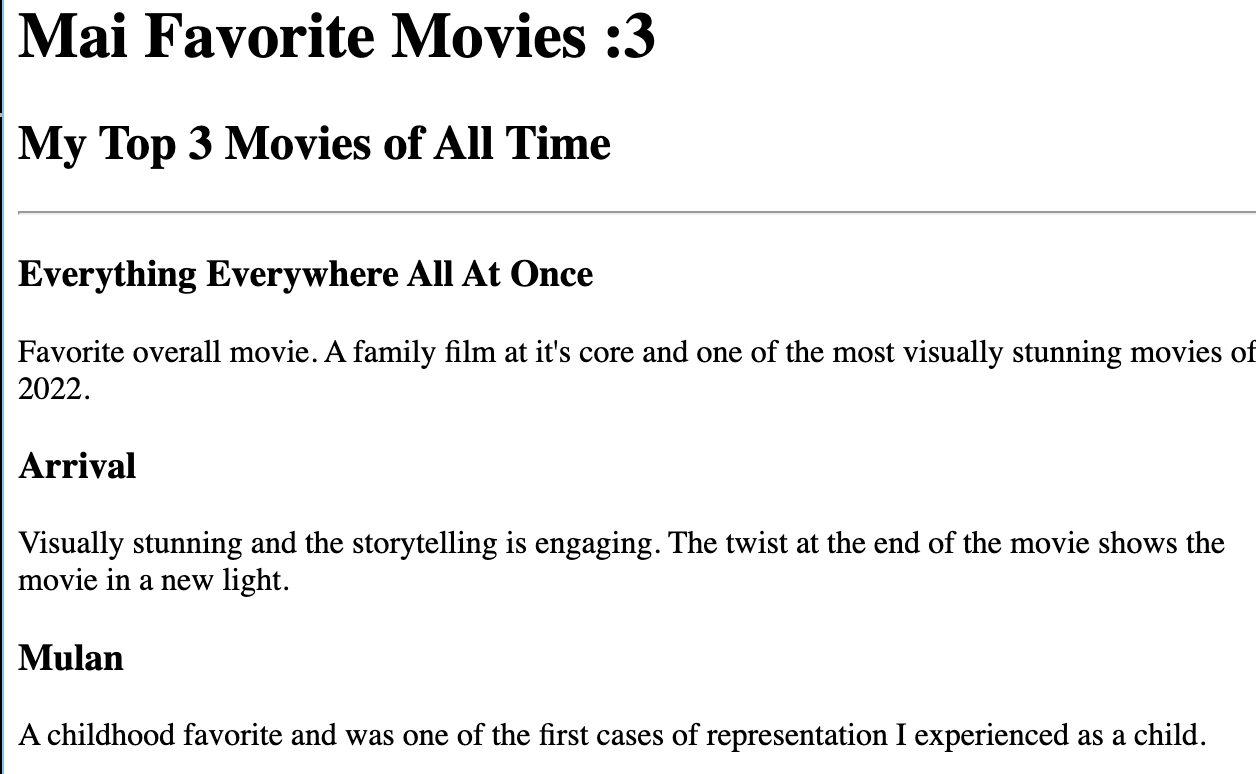 Mai Favorite Movies :3
My Top 3 Movies of All Time
Everything Everywhere All At Once
Favorite overall movie. A family film at it's core and one of the most visually stunning movies of
2022.
Arrival
Visually stunning and the storytelling is engaging. The twist at the end of the movie shows the
movie in a new light.
Mulan
A childhood favorite and was one of the first cases of representation I experienced as a child.